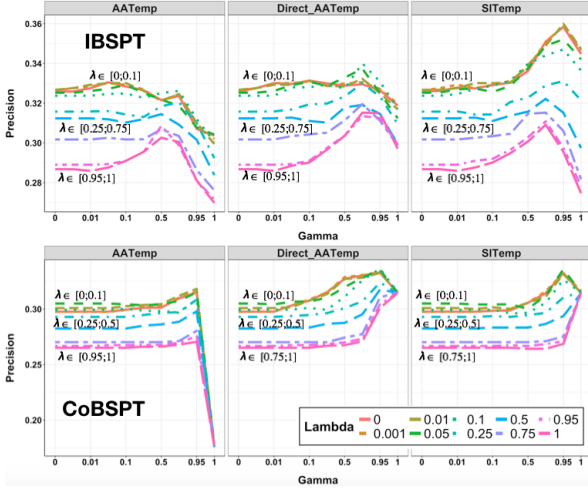 AATemp Direct_AATemp SITemp
IBSPT
λ∈ [0;0.1] λ∈ [0;0.1] λ∈ [0;0.1]
λ∈ [0.25;0.75] λ∈ [0.25;0.75] λ∈ [0.25;0.75]
λ∈ [0.95;1] λ∈ [0.95;1] λ∈ [0.95;1]
Precision
0.36
0.32
0.30
0.28
0 0.01 0.1 0.5 0.95 1 0 0.01 0.1 0.5 0.95 1 0 0.01 0.1 0.5 0.95 1
Gamma Gamma Gamma
AATemp Direct_AATemp SITemp
λ∈ [0;0.1] λ∈ [0;0.1] λ∈ [0;0.1]
λ∈ [0.25;0.5] λ∈ [0.25;0.5] λ∈ [0.25;0.5]
λ∈ [0.95;1] λ∈ [0.75;1] λ∈ [0.75;1]
CoBSPT
Precision
0.30
0.25
0.20
Lambda
0 0.01 0.1 0.5 0.95
0.001 0.05 0.25 0.75 1
0 0.01 0.1 0.5 0.95 1 0 0.01 0.1 0.5 0.95 1 0 0.01 0.1 0.5 0.95 1
Gamma Gamma Gamma